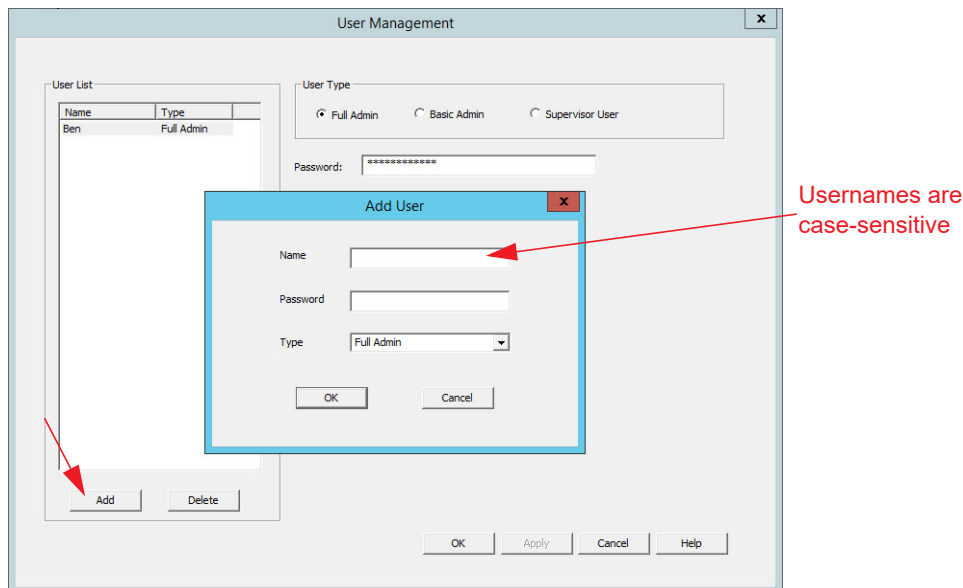 User Management
x
User List
Name Type
Ben Full Admin
User Type
Full Admin Basic Admin Supervisor User
Password: ************
Add User
x
Name
Password
Type Full Admin
OK Cancel
Usernames are
case-sensitive
Add Delete
OK Apply Cancel Help